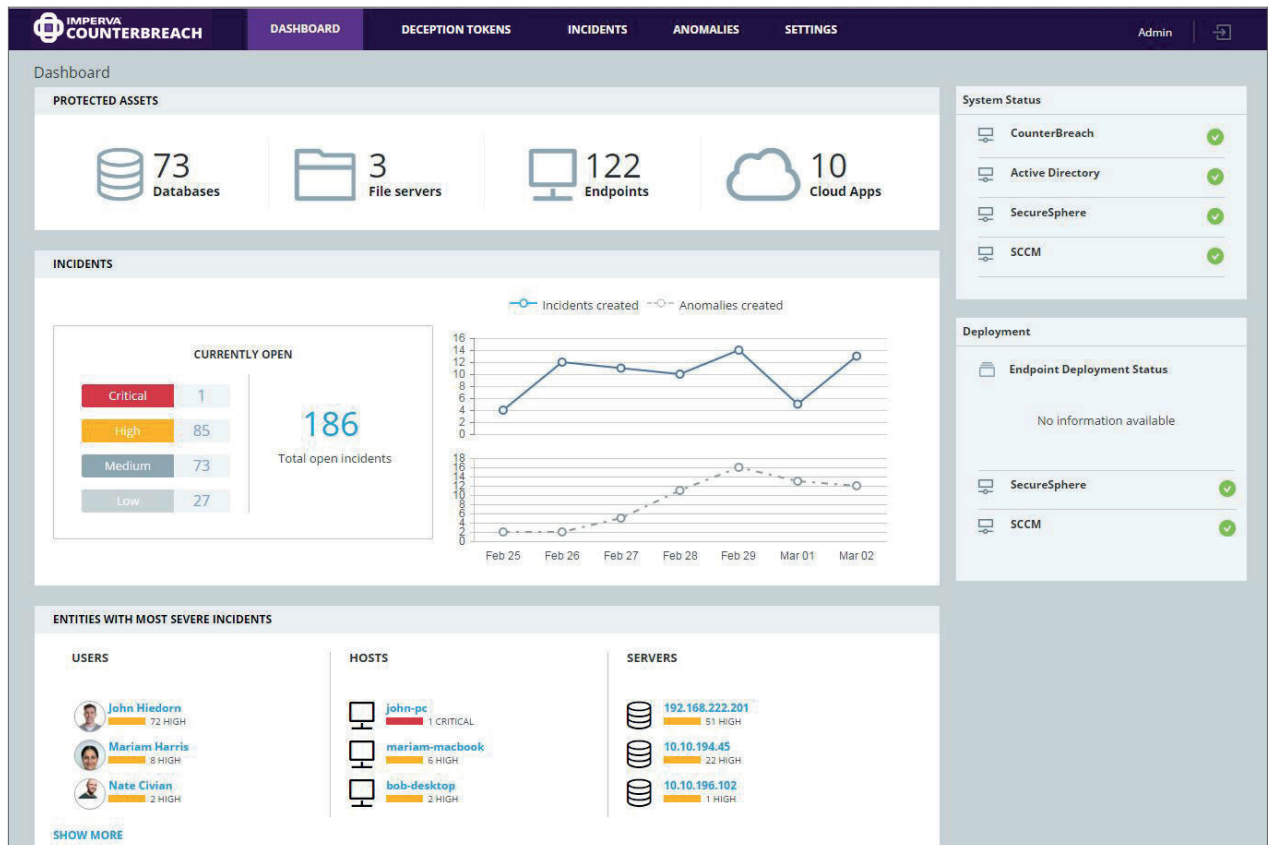 IMPERVA
COUNTERBREACH
DASHBOARD
DECEPTION TOKENS
INCIDENTS
ANOMALIES
SETTINGS
Admin
Dashboard
PROTECTED ASSETS
73
Databases
3
File servers
122
Endpoints
10
Cloud Apps
INCIDENTS
Incidents created
Anomalies created
CURRENTLY OPEN
Critical 1
High 85
Medium 73
Low 27
186
Total open incidents
16
14
12
10
8
6
4
2
0
18
16
14
12
10
8
6
4
2
0
Feb 25 Feb 26 Feb 27 Feb 28 Feb 29 Mar 01 Mar 02
ENTITIES WITH MOST SEVERE INCIDENTS
USERS
John Hiedorn
72 HIGH
Mariam Harris
8 HIGH
Nate Civian
2 HIGH
HOSTS
john-pc
1 CRITICAL
mariam-macbook
6 HIGH
bob-desktop
2 HIGH
SERVERS
192.168.222.201
51 HIGH
10.10.194.45
22 HIGH
10.10.196.102
1 HIGH
SHOW MORE
System Status
CounterBreach
Active Directory
SecureSphere
SCCM
Deployment
Endpoint Deployment Status
No information available
SecureSphere
SCCM